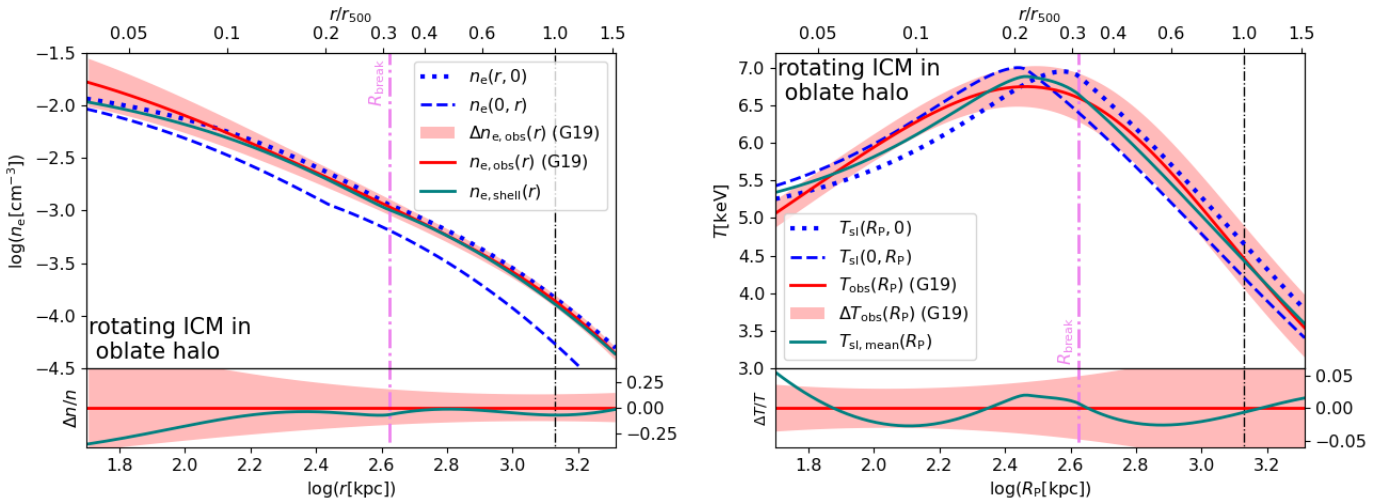 r/r500
0.05 0.1 0.2 0.3 0.4 0.6 1.0 1.5
−1.5
−2.0
−2.5
−3.0
−3.5
−4.0
−4.5
log(ne[cm−3])
rotating ICM in
oblate halo
Rbreak
ne(r, 0)
ne(0, r)
Δne,obs(r) (G19)
ne,obs(r) (G19)
ne,shell(r)
Δn/n
0.25
0.00
−0.25
1.8 2.0 2.2 2.4 2.6 2.8 3.0 3.2
log(r[kpc])
r/r500
0.05 0.1 0.2 0.3 0.4 0.6 1.0 1.5
7.0
6.5
6.0
5.5
5.0
4.5
4.0
3.5
3.0
T[keV]
rotating ICM in
oblate halo
Tsl(RP, 0)
Tsl(0, RP)
Tobs(RP) (G19)
ΔTobs(RP) (G19)
Tsl,mean(RP)
Rbreak
ΔT/T
0.05
0.00
−0.05
1.8 2.0 2.2 2.4 2.6 2.8 3.0 3.2
log(RP[kpc])